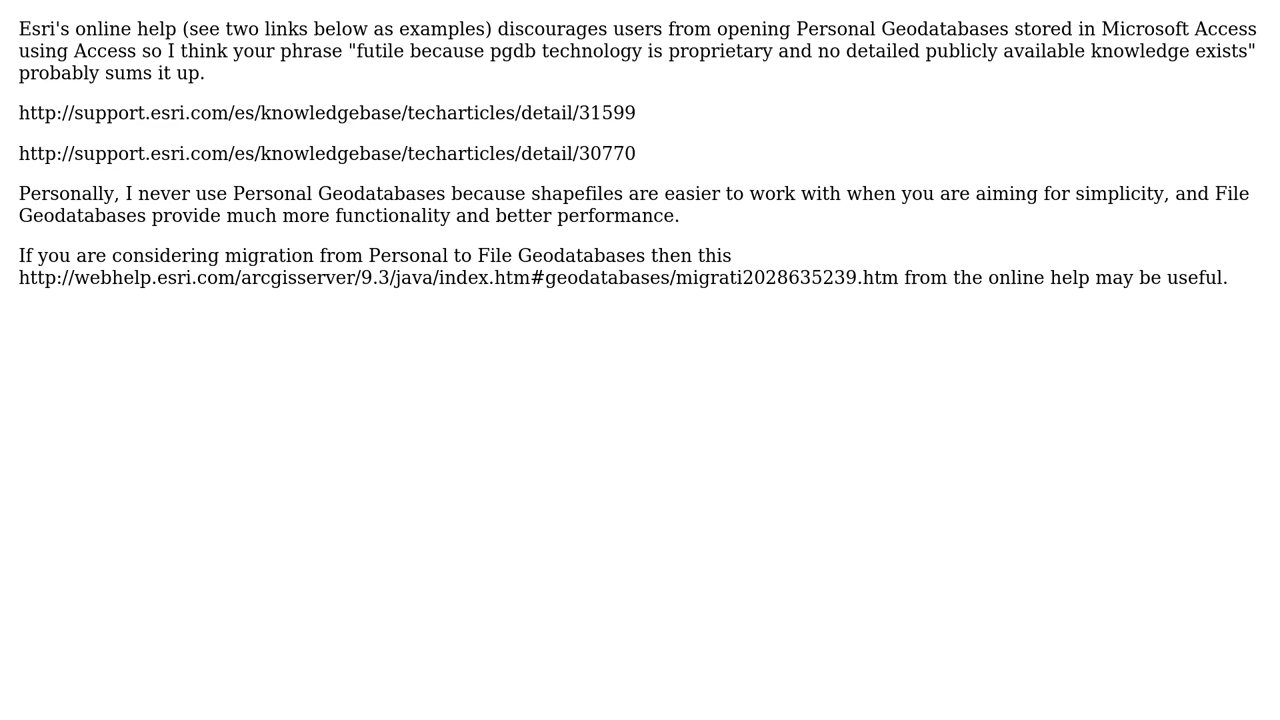 Esri's online help (see two links below as examples) discourages users from opening Personal Geodatabases stored in Microsoft Access
using Access so I think your phrase "futile because pgdb technology is proprietary and no detailed publicly available knowledge exists"
probably sums it up.
http://support.esri.com/es/knowledgebase/techarticles/detail/31599
http://support.esri.com/es/knowledgebase/techarticles/detail/30770
Personally, I never use Personal Geodatabases because shapefiles are easier to work with when you are aiming for simplicity, and File
Geodatabases provide much more functionality and better performance.
If you are considering migration from Personal to File Geodatabases then this
http://webhelp.esri.com/arcgisserver/9.3/java/index.htm#geodatabases/migrati2028635239.htm from the online help may be useful.